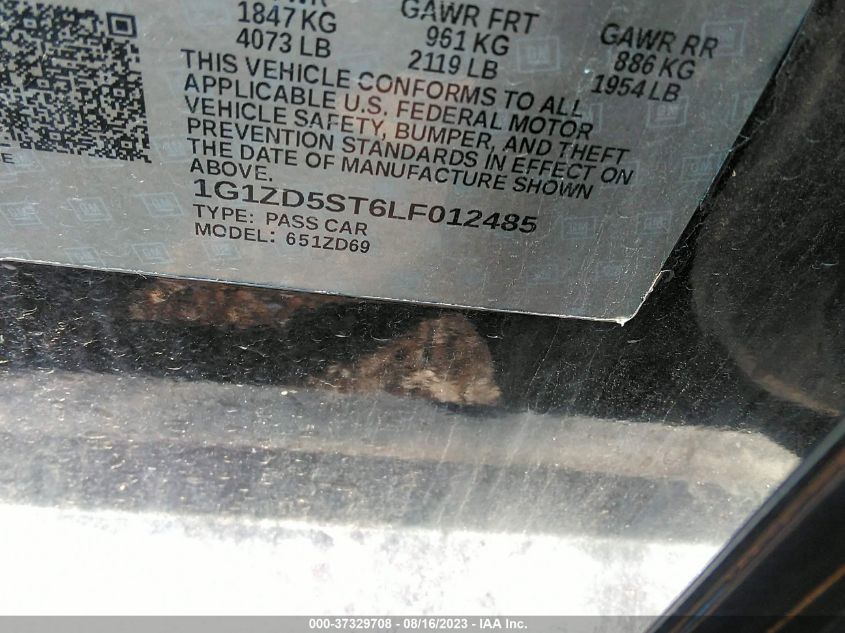 1847 KG
4073 LB
GAWR FRT
961 KG
2119 LB
GAWR RR
886 KG
1954 LB
THIS VEHICLE CONFORMS TO ALL
APPLICABLE U.S. FEDERAL MOTOR
VEHICLE SAFETY, BUMPER, AND THEFT
PREVENTION STANDARDS IN EFFECT ON
THE DATE OF MANUFACTURE SHOWN
ABOVE.
1G1ZD5ST6LF012485
TYPE: PASS CAR
MODEL: 651ZD69
000-37329708 - 08/16/2023 - IAA Inc.